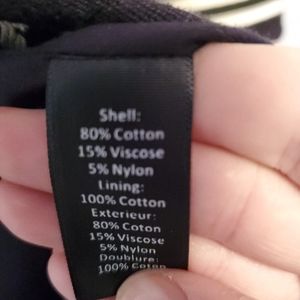 Shell:
80% Cotton
15% Viscose
5% Nylon
Lining:
100% Cotton
Exterieur:
80% Coton
15% Viscose
5% Nylon
Doublure:
100% Coton